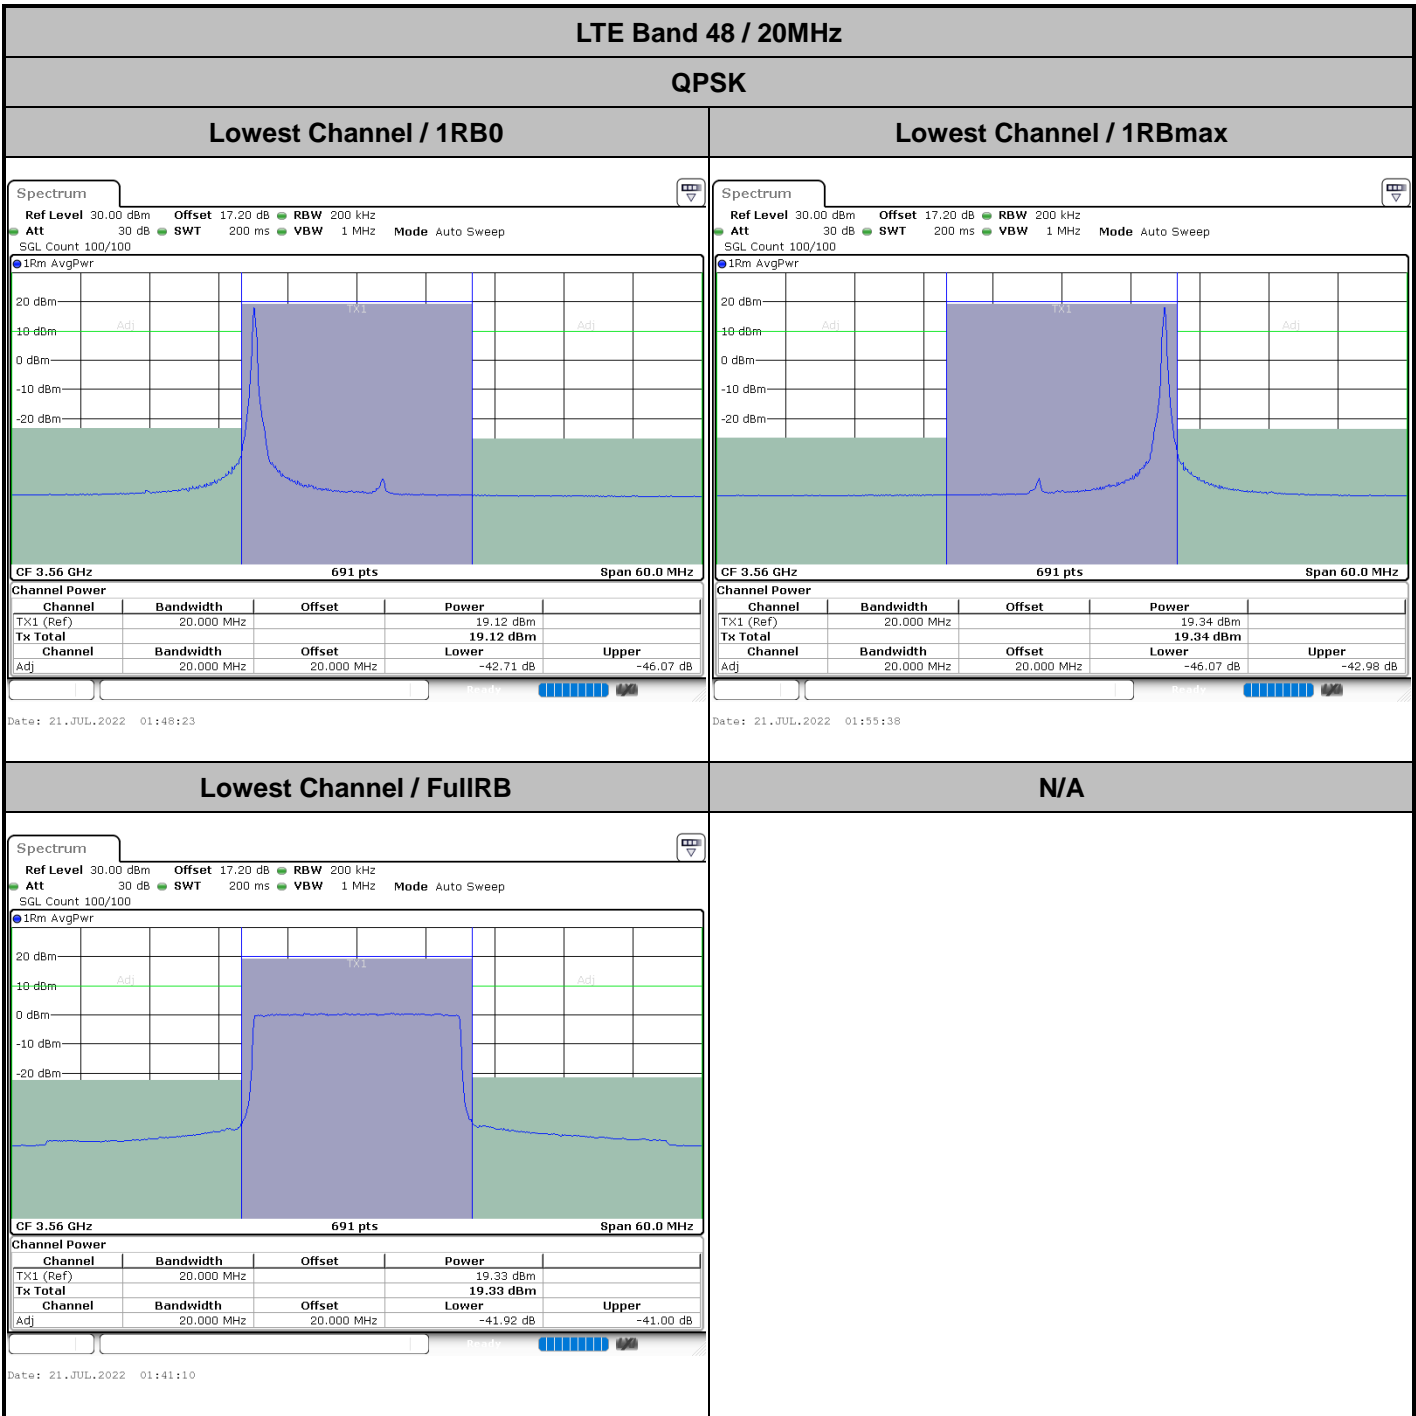 LTE Band 48 / 20MHz
QPSK
Lowest Channel / 1RB0
Lowest Channel / 1RBmax
Spectrum
Ref Level 30.00 dBm Offset 17.20 dB RBW 200 kHz
Att 30 dB SWT 200 ms VBW 1 MHz Mode Auto Sweep
SGL Count 100/100
1Rm AvgPwr
TX1
Adj
Adj
20 dBm
10 dBm
0 dBm
-10 dBm
-20 dBm
CF 3.56 GHz 691 pts Span 60.0 MHz
Channel Power
Channel Bandwidth Offset Power
TX1 (Ref) 20.000 MHz 19.12 dBm
Tx Total 19.12 dBm
Channel Bandwidth Offset Lower Upper
Adj 20.000 MHz 20.000 MHz -42.71 dB -46.07 dB
Ready
Date: 21.JUL.2022 01:48:23
Spectrum
Ref Level 30.00 dBm Offset 17.20 dB RBW 200 kHz
Att 30 dB SWT 200 ms VBW 1 MHz Mode Auto Sweep
SGL Count 100/100
1Rm AvgPwr
TX1
Adj
Adj
20 dBm
10 dBm
0 dBm
-10 dBm
-20 dBm
CF 3.56 GHz 691 pts Span 60.0 MHz
Channel Power
Channel Bandwidth Offset Power
TX1 (Ref) 20.000 MHz 19.34 dBm
Tx Total 19.34 dBm
Channel Bandwidth Offset Lower Upper
Adj 20.000 MHz 20.000 MHz -46.07 dB -42.98 dB
Ready
Date: 21.JUL.2022 01:55:38
Lowest Channel / FullRB
N/A
Spectrum
Ref Level 30.00 dBm Offset 17.20 dB RBW 200 kHz
Att 30 dB SWT 200 ms VBW 1 MHz Mode Auto Sweep
SGL Count 100/100
1Rm AvgPwr
TX1
Adj
Adj
20 dBm
10 dBm
0 dBm
-10 dBm
-20 dBm
CF 3.56 GHz 691 pts Span 60.0 MHz
Channel Power
Channel Bandwidth Offset Power
TX1 (Ref) 20.000 MHz 19.33 dBm
Tx Total 19.33 dBm
Channel Bandwidth Offset Lower Upper
Adj 20.000 MHz 20.000 MHz -41.92 dB -41.00 dB
Ready
Date: 21.JUL.2022 01:41:10